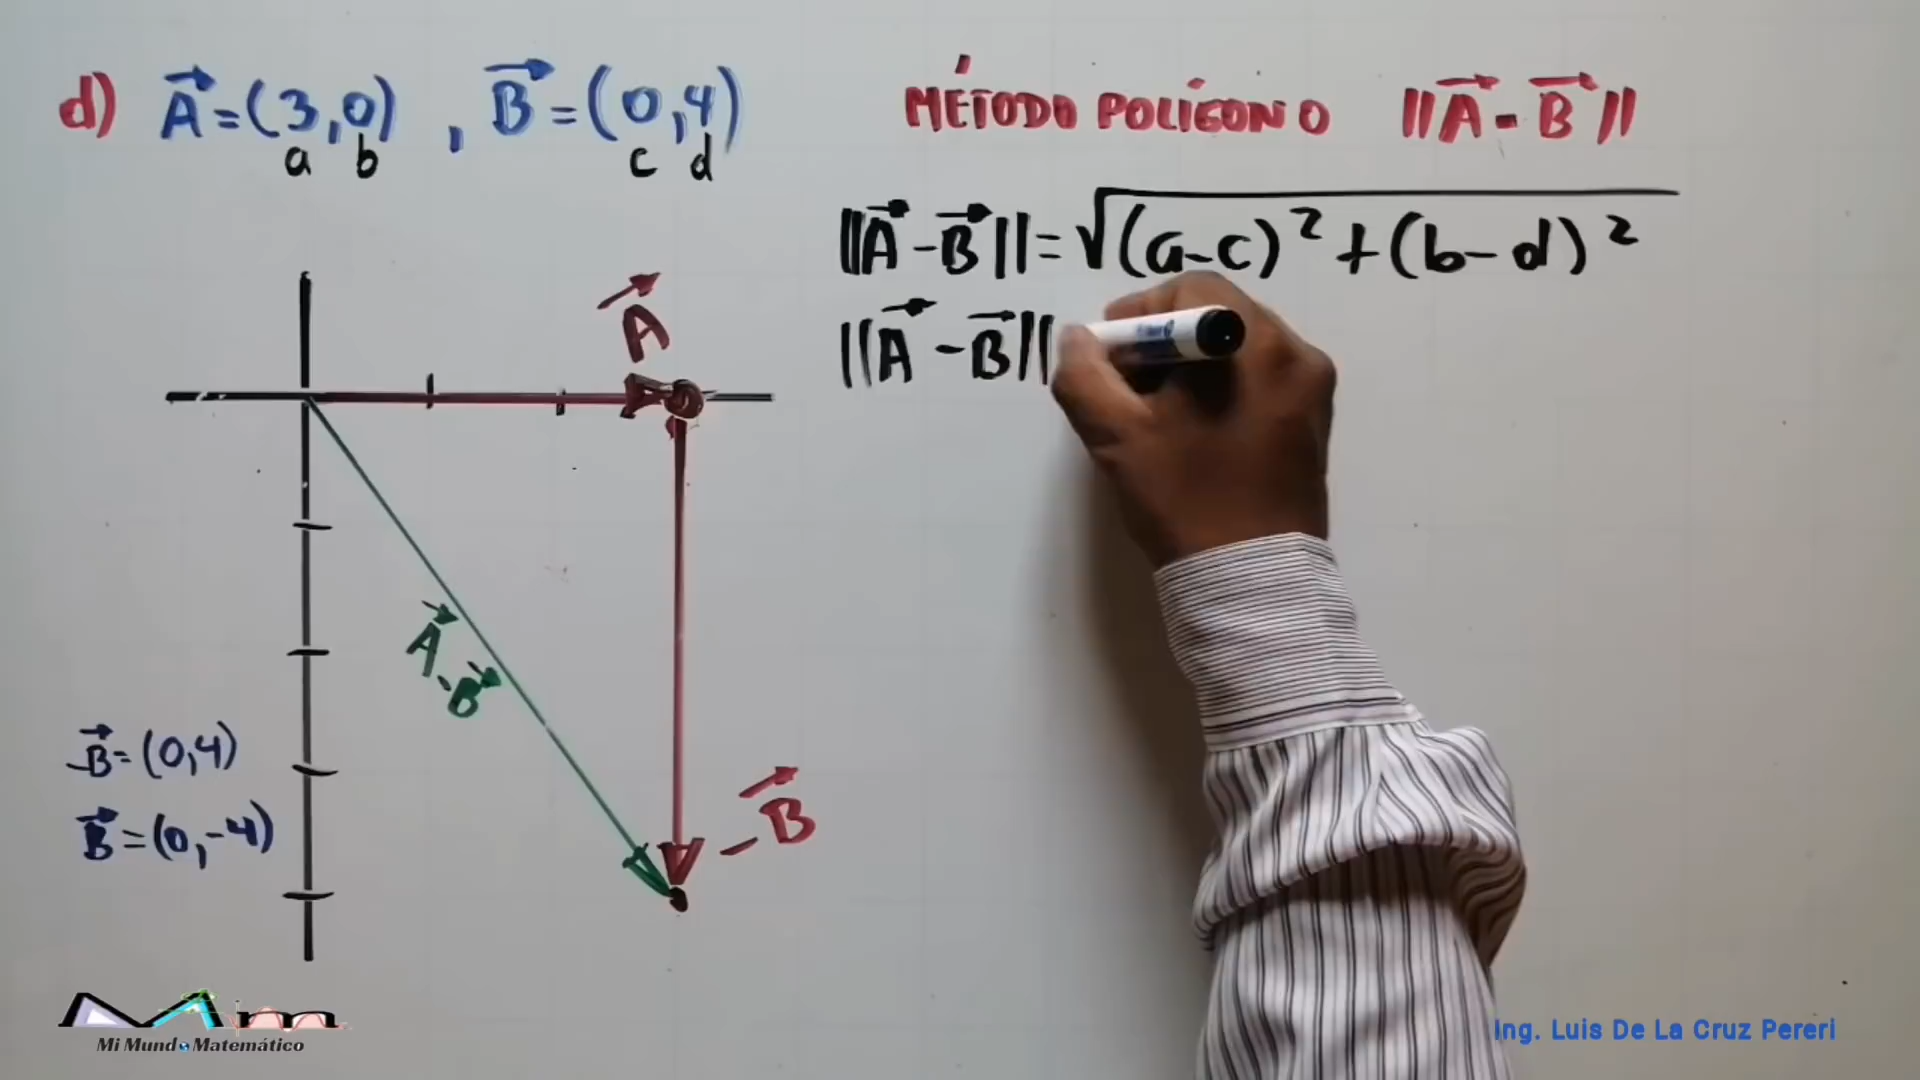 d) A=(3,0) , B=(0,4)
a b c d
MÉTODO POLÍGONO ||A-B||
||A-B||=√(a-c)²+(b-d)²
||A-B||
A
A-B
-B=(0,4)
B=(0,-4)
-B
Mim
Mi Mundo Matemático
Ing. Luis De La Cruz Pereri